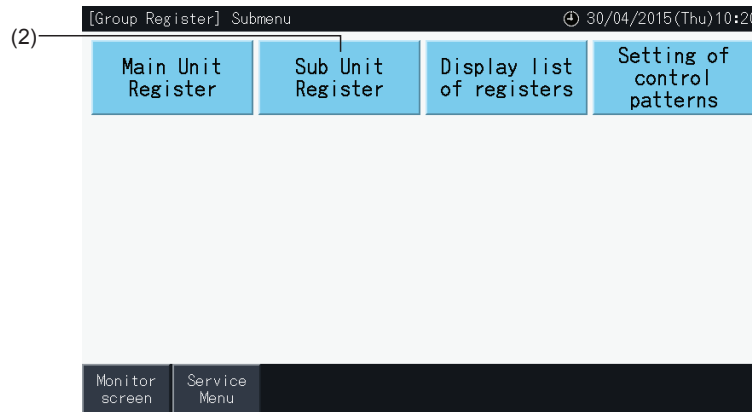 [Group Register] Submenu
30/04/2015(Thu)10:20
(2)
Main Unit
Register
Sub Unit
Register
Display list
of registers
Setting of
control
patterns
Monitor
screen
Service
Menu